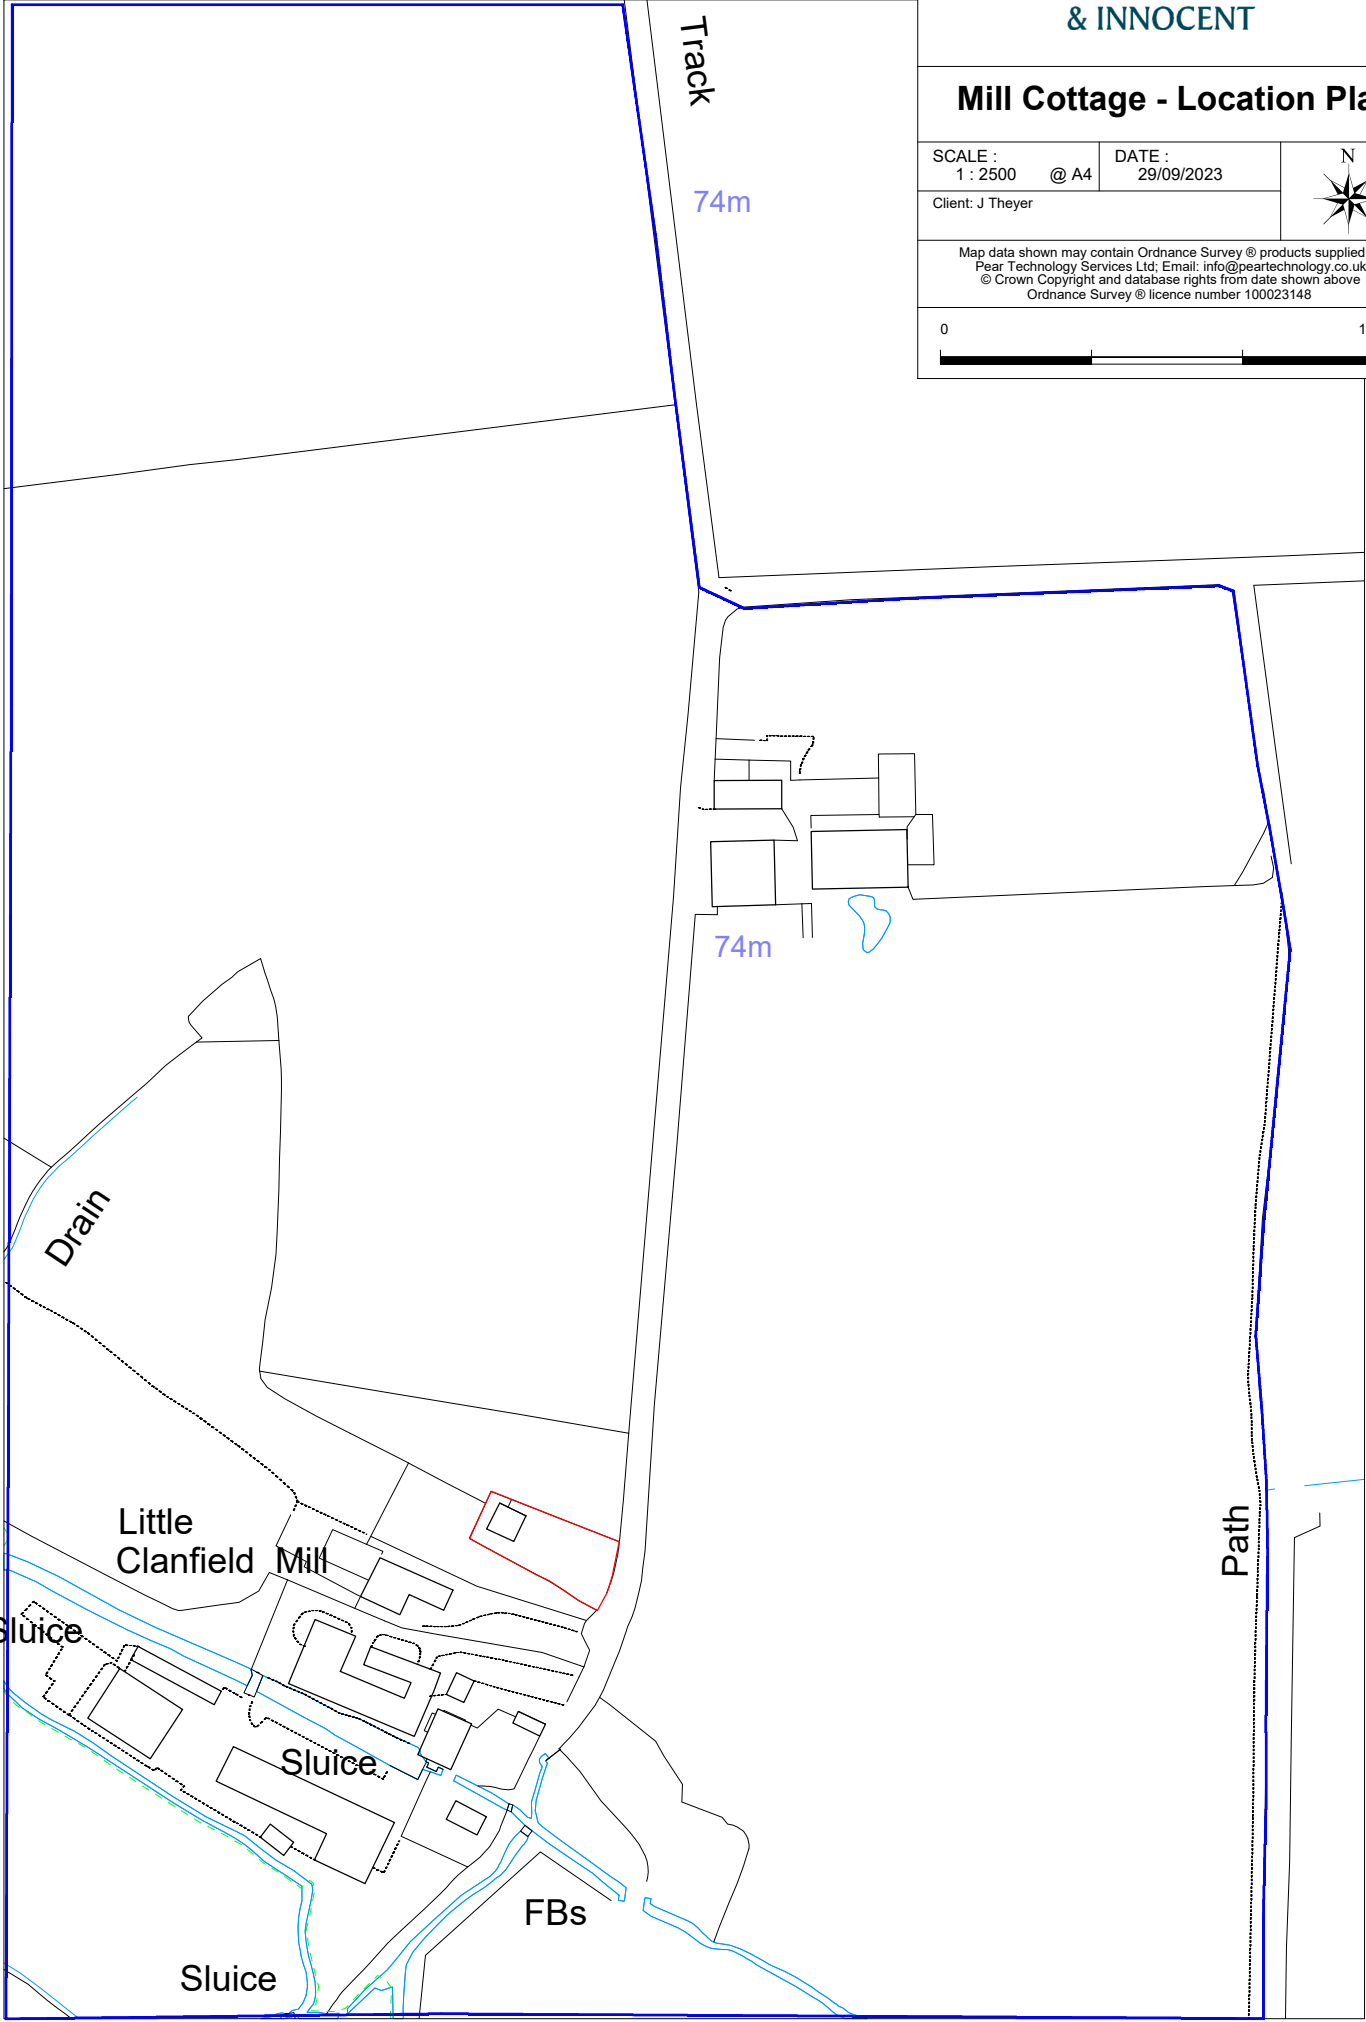 & INNOCENT
Mill Cottage - Location Pla
SCALE :
1 : 2500 @ A4
DATE :
29/09/2023
N
Client: J Theyer
Map data shown may contain Ordnance Survey ® products supplied
Pear Technology Services Ltd; Email: info@peartechnology.co.uk
© Crown Copyright and database rights from date shown above
Ordnance Survey ® licence number 100023148
0 1
Track
74m
74m
Drain
Little
Clanfield Mill
Path
Sluice
Sluice
FBs
Sluice